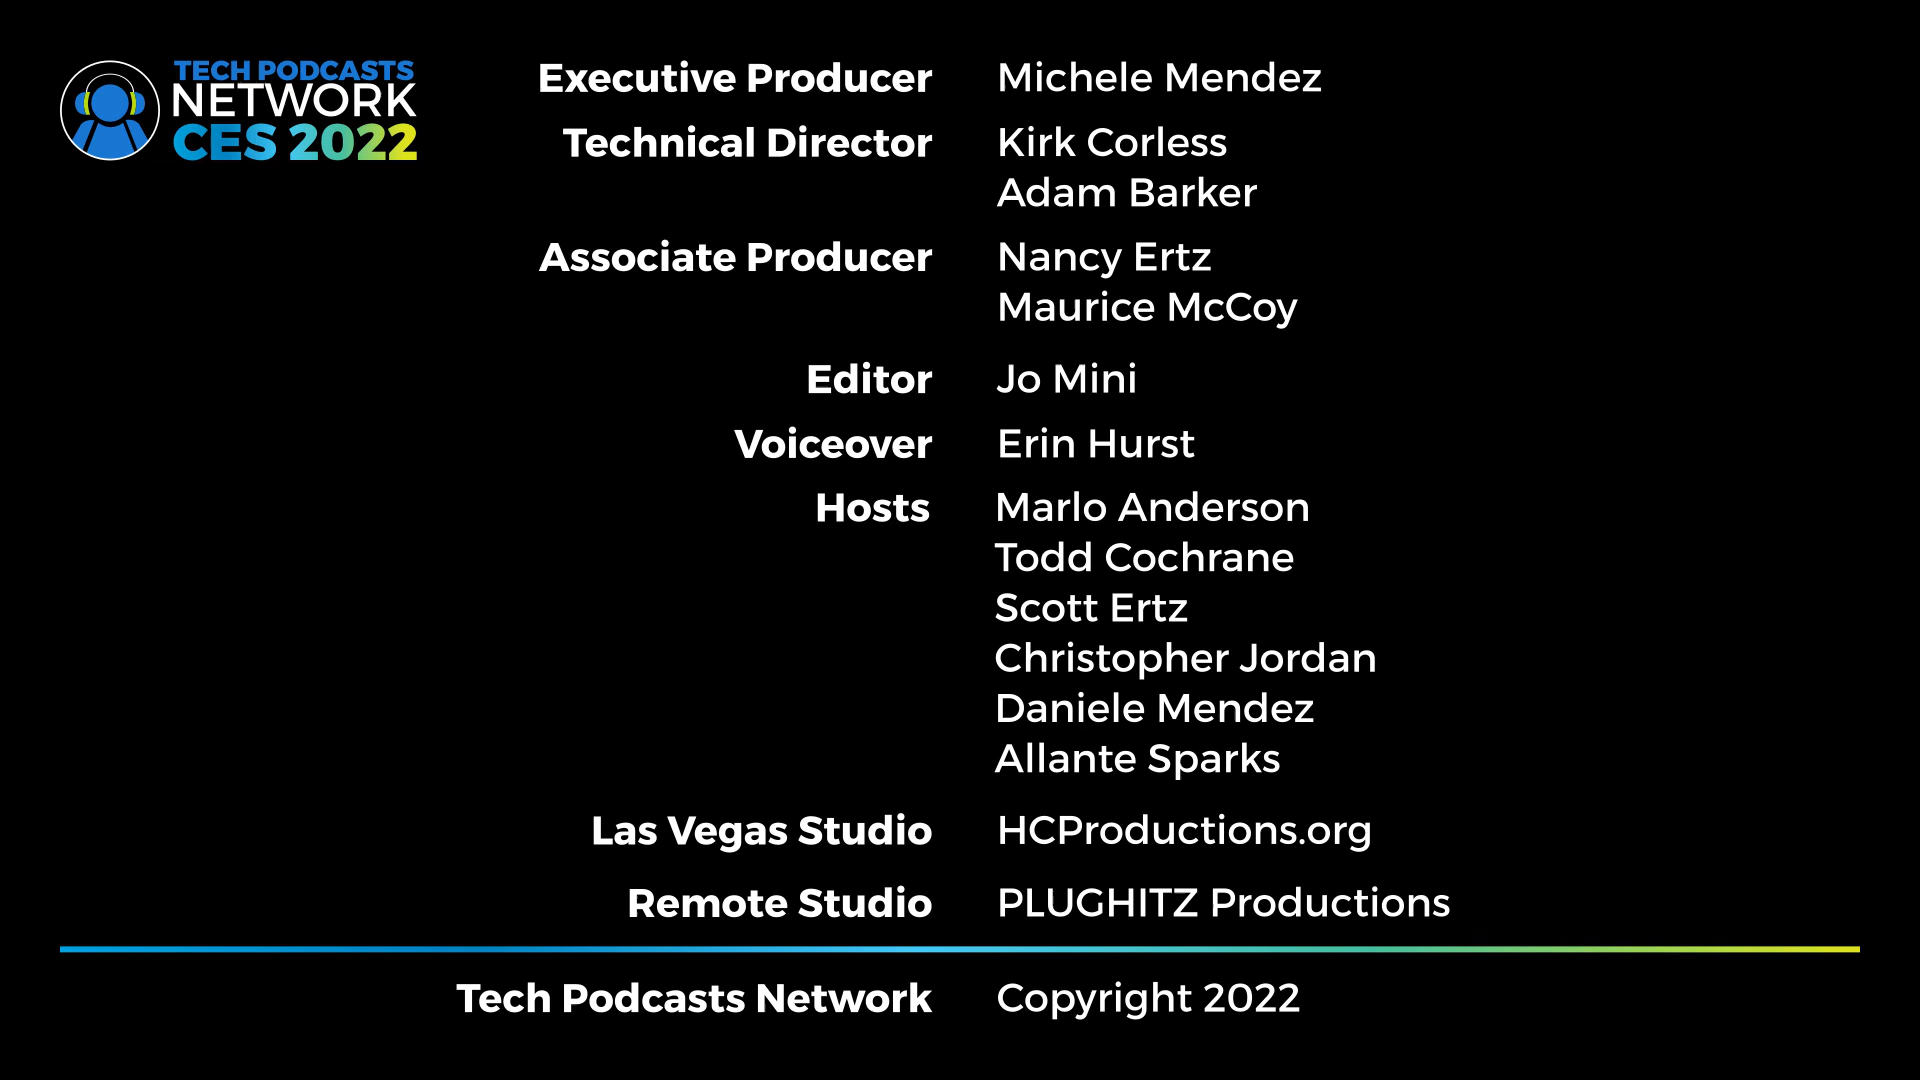 TECH PODCASTS
NETWORK
CES 2022
Executive Producer Michele Mendez
Technical Director Kirk Corless
Adam Barker
Associate Producer Nancy Ertz
Maurice McCoy
Editor Jo Mini
Voiceover Erin Hurst
Hosts Marlo Anderson
Todd Cochrane
Scott Ertz
Christopher Jordan
Daniele Mendez
Allante Sparks
Las Vegas Studio HCProductions.org
Remote Studio PLUGHITZ Productions
Tech Podcasts Network Copyright 2022